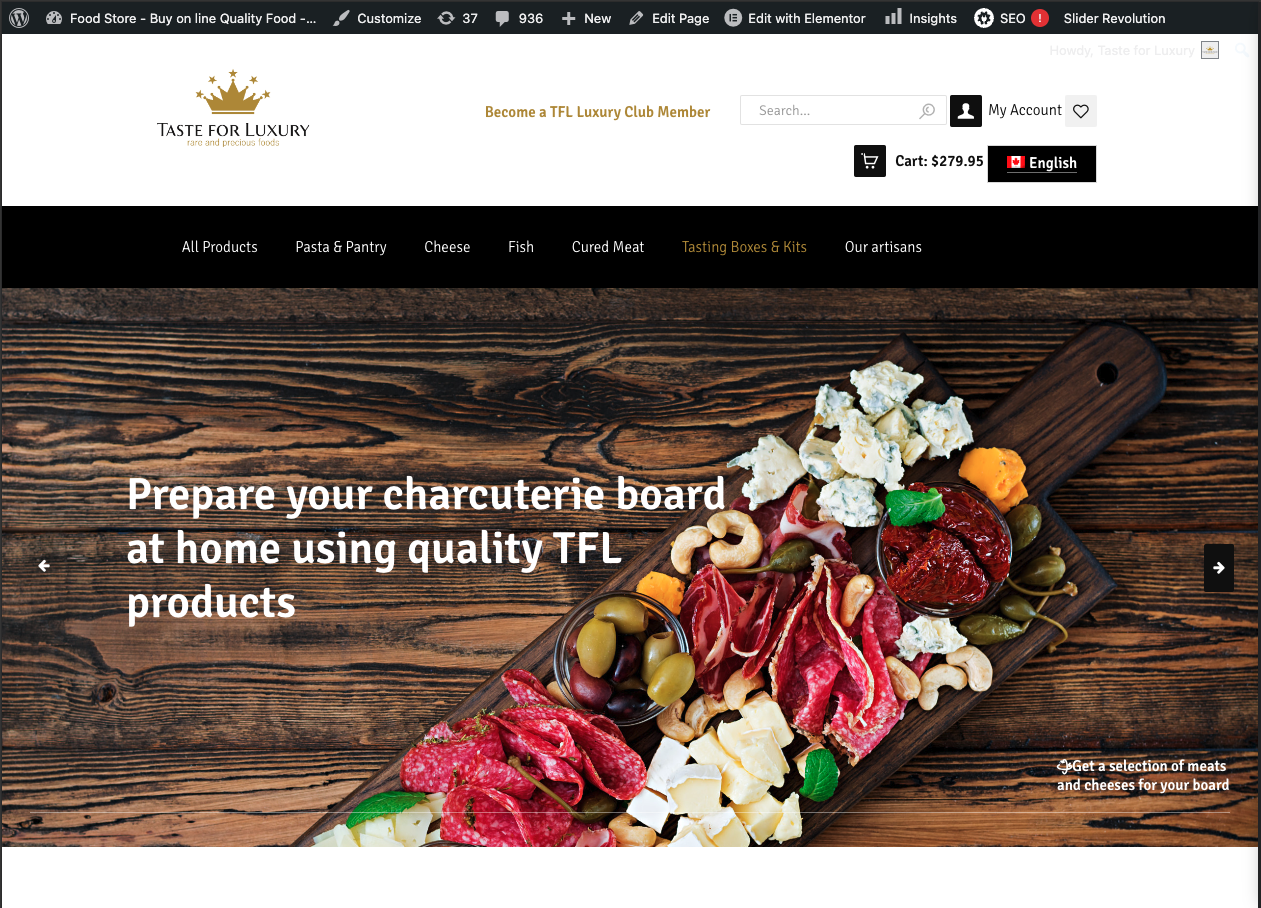 Food Store - Buy on line Quality Food -...
Customize
37
936
New
Edit Page
Edit with Elementor
Insights
SEO
!
Slider Revolution
Howdy, Taste for Luxury
TASTE FOR LUXURY
rare and precious foods
Become a TFL Luxury Club Member
Search...
My Account
Cart: $279.95
English
All Products
Pasta & Pantry
Cheese
Fish
Cured Meat
Tasting Boxes & Kits
Our artisans
Prepare your charcuterie board
at home using quality TFL
products
Get a selection of meats
and cheeses for your board